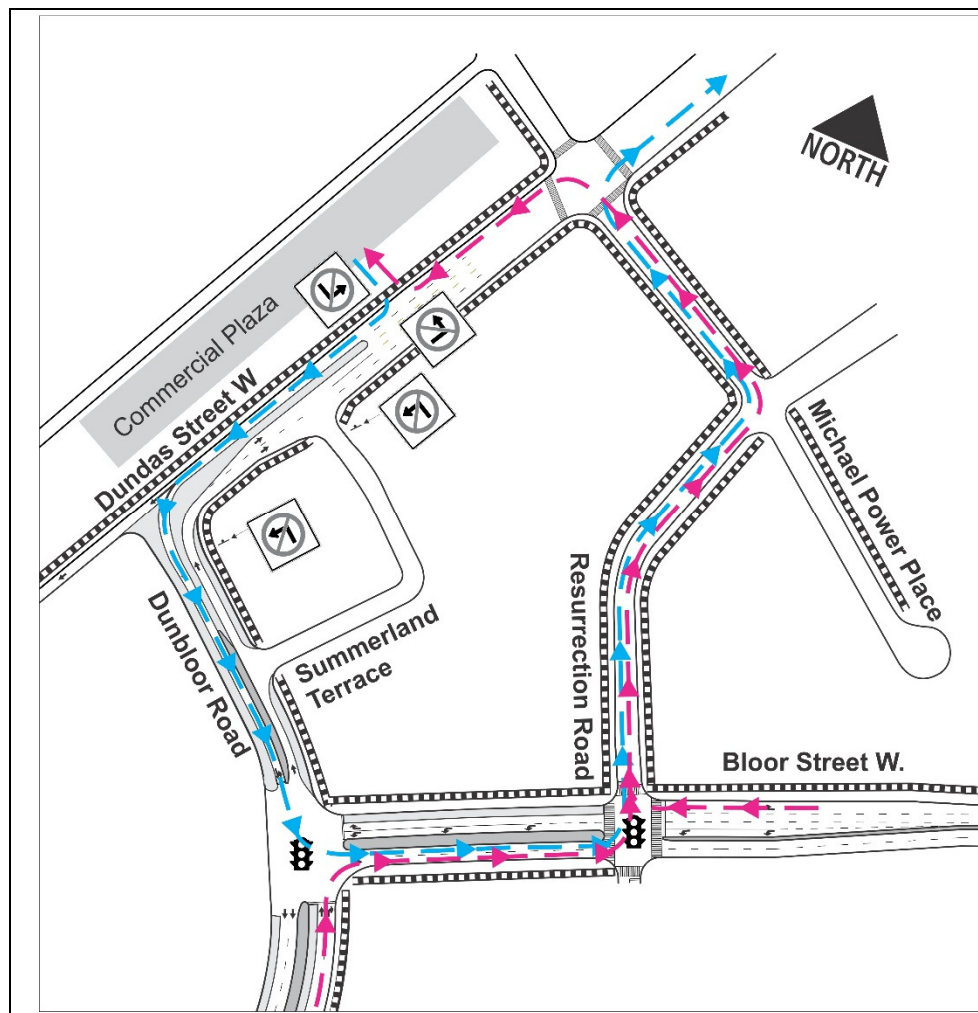 NORTH
Commercial Plaza
Dundas Street W
Michael Power Place
Resurrection Road
Summerland
Terrace
Dunbloor Road
Bloor Street W.